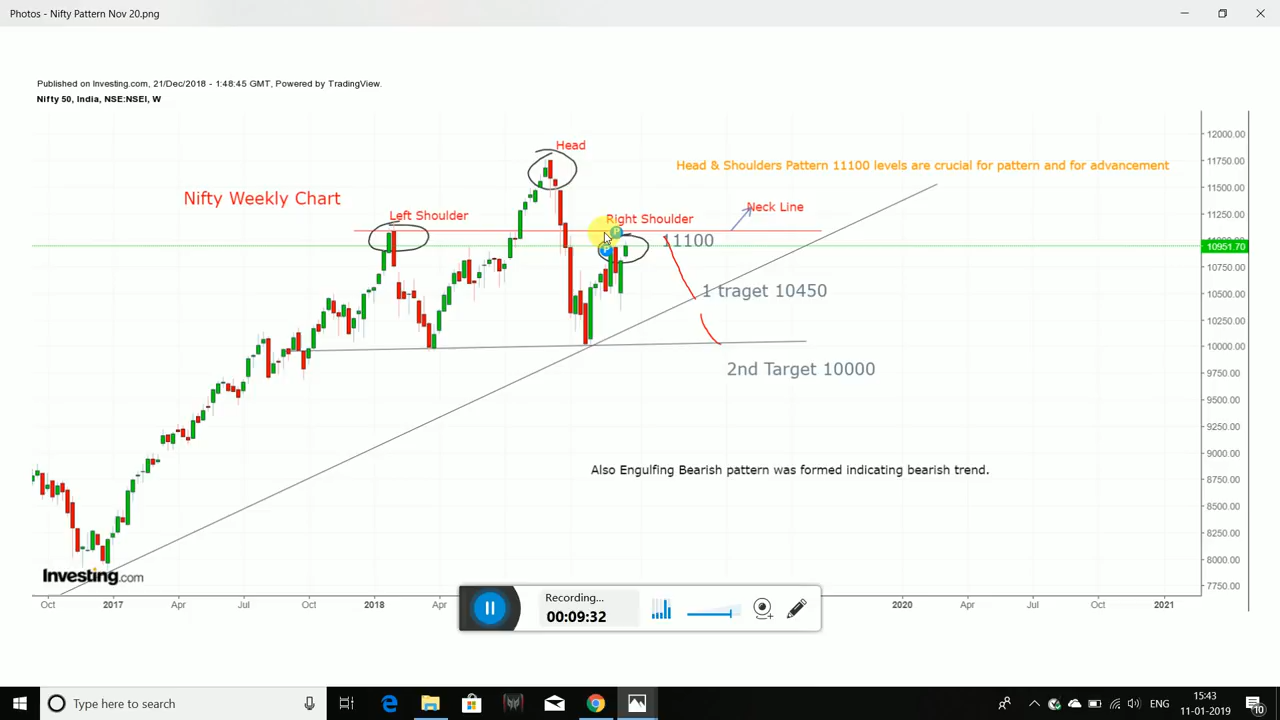 Photos - Nifty Pattern Nov 20.png
Published on Investing.com, 21/Dec/2018 - 1:48:45 GMT, Powered by TradingView.
Nifty 50, India, NSE:NSEI, W
12000.00
Head
11750.00
Head & Shoulders Pattern 11100 levels are crucial for pattern and for advancement
Nifty Weekly Chart
11500.00
Left Shoulder
Right Shoulder
Neck Line
11250.00
11100
10951.70
10750.00
1 traget 10450
10500.00
10250.00
10000.00
2nd Target 10000
9750.00
9500.00
9250.00
9000.00
Also Engulfing Bearish pattern was formed indicating bearish trend.
8750.00
8500.00
8250.00
8000.00
Investing.com
7750.00
Oct 2017 Apr Jul Oct 2018 Apr 2020 Apr Jul Oct 2021
Recording...
00:09:32
Type here to search
ENG
15:43
11-01-2019
10